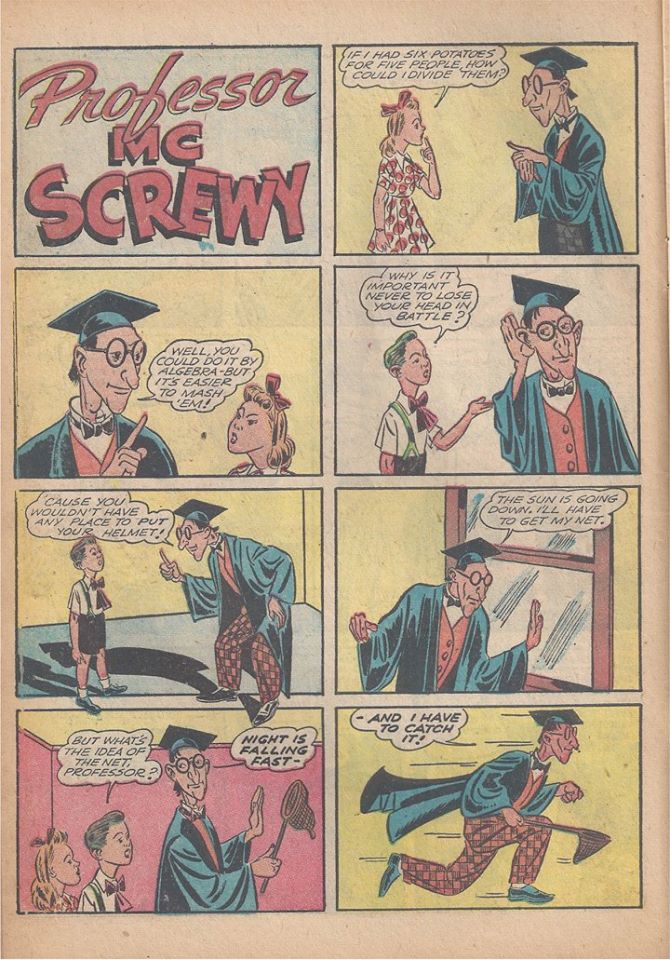 Professor
MC
SCREWY
IF I HAD SIX POTATOES
FOR FIVE PEOPLE, HOW
COULD I DIVIDE THEM?
WELL, YOU
COULD DO IT BY
ALGEBRA-BUT
IT'S EASIER
TO MASH
'EM!
WHY IS IT
IMPORTANT
NEVER TO LOSE
YOUR HEAD IN
BATTLE?
'CAUSE YOU
WOULDN'T HAVE
ANY PLACE TO PUT
YOUR HELMET!
THE SUN IS GOING
DOWN. I'LL HAVE
TO GET MY NET.
BUT WHAT'S
THE IDEA OF
THE NET,
PROFESSOR?
NIGHT IS
FALLING
FAST-
- AND I HAVE
TO CATCH
IT!